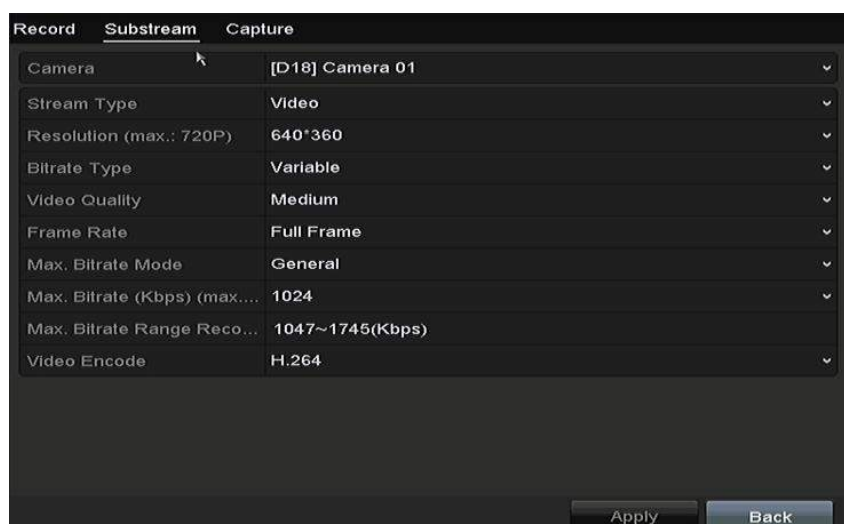 Record Substream Capture
Camera [D18] Camera 01
Stream Type Video
Resolution (max.: 720P) 640*360
Bitrate Type Variable
Video Quality Medium
Frame Rate Full Frame
Max. Bitrate Mode General
Max. Bitrate (Kbps) (max.... 1024
Max. Bitrate Range Reco... 1047~1745(Kbps)
Video Encode H.264
Apply Back